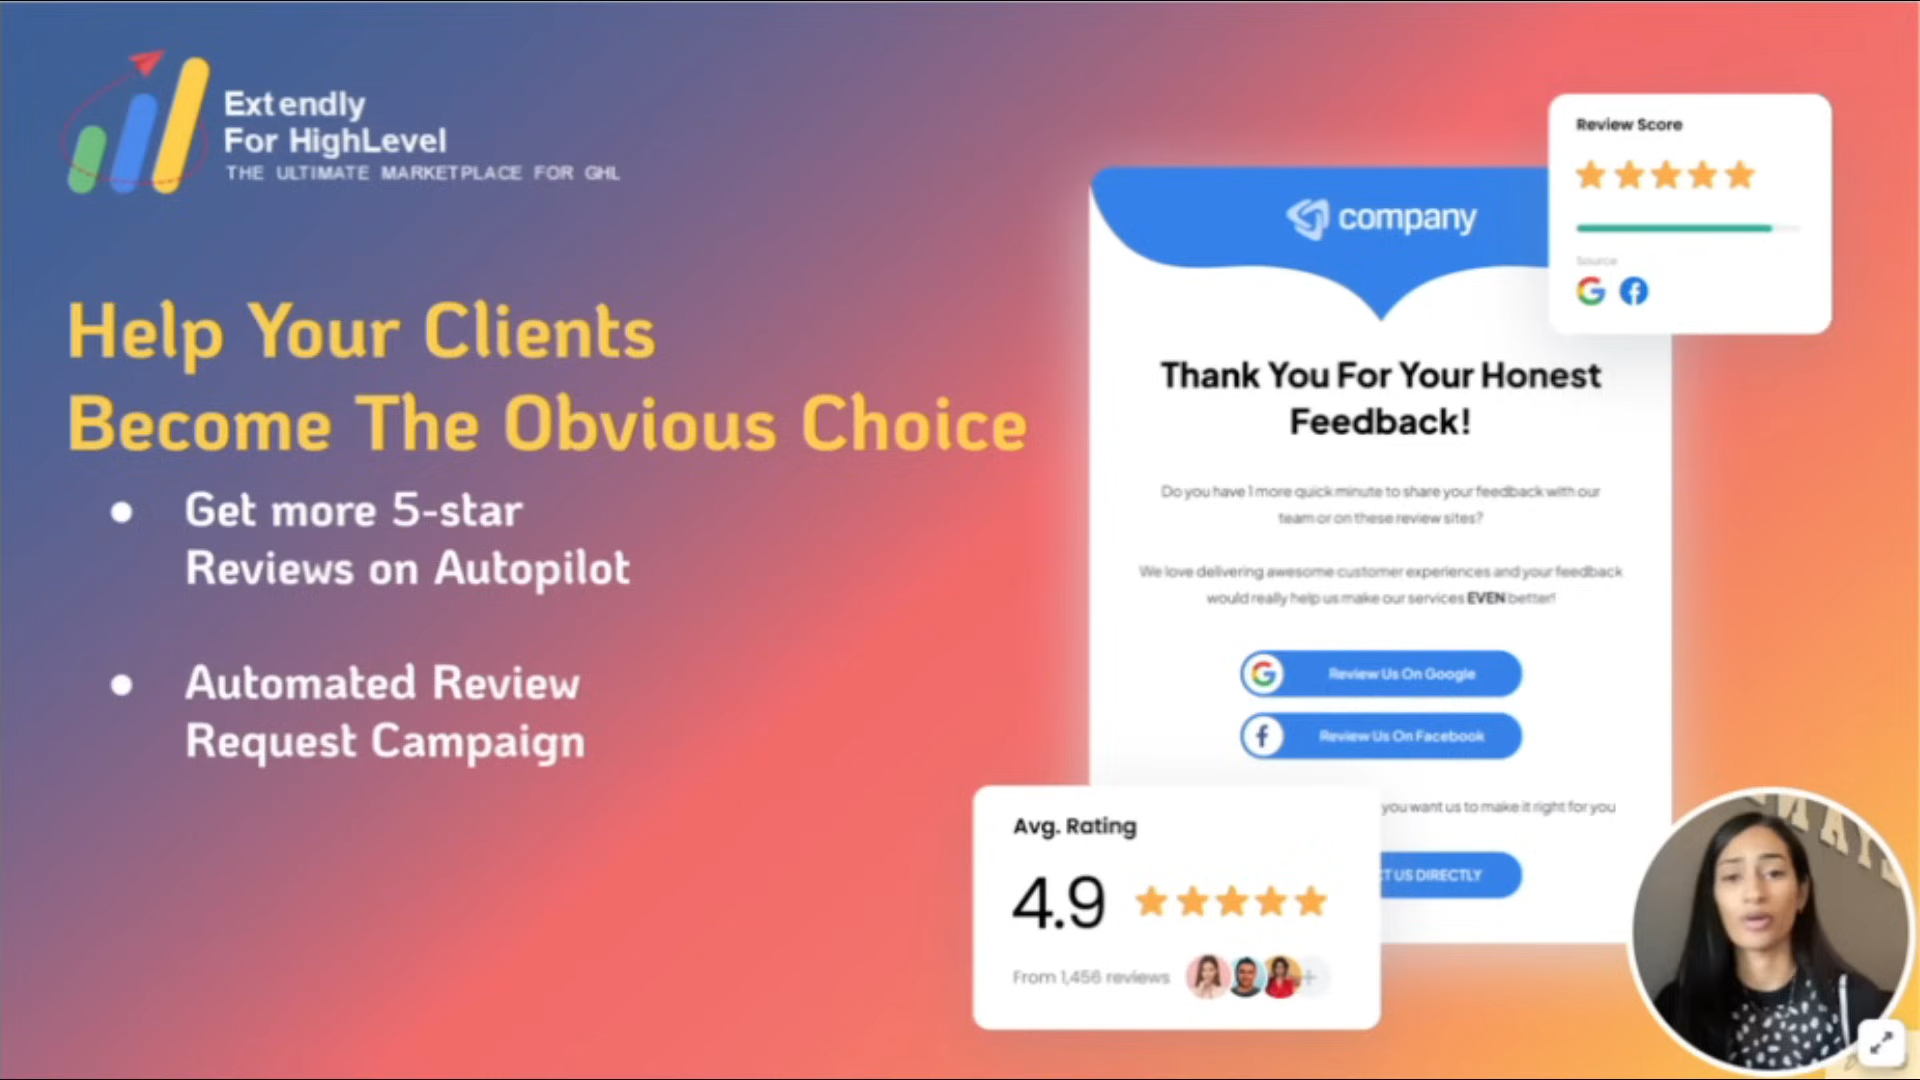 Extendly
For HighLevel
THE ULTIMATE MARKETPLACE FOR GHL
Help Your Clients
Become The Obvious Choice
Get more 5-star
Reviews on Autopilot
Automated Review
Request Campaign
Review Score
Source
company
Thank You For Your Honest
Feedback!
Do you have 1 more quick minute to share your feedback with our
team or on these review sites?
We love delivering awesome customer experiences and your feedback
would really help us make our services EVEN better!
Review Us On Google
Review Us On Facebook
you want us to make it right for you
US DIRECTLY
Avg. Rating
4.9
From 1,456 reviews